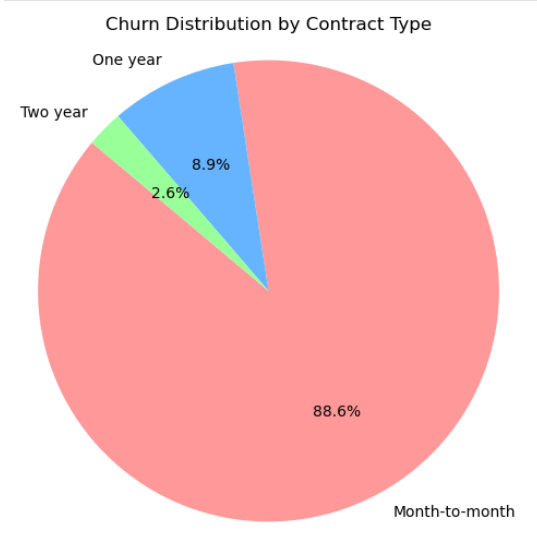 Churn Distribution by Contract Type
One year
Two year
8.9%
2.6%
88.6%
Month-to-month